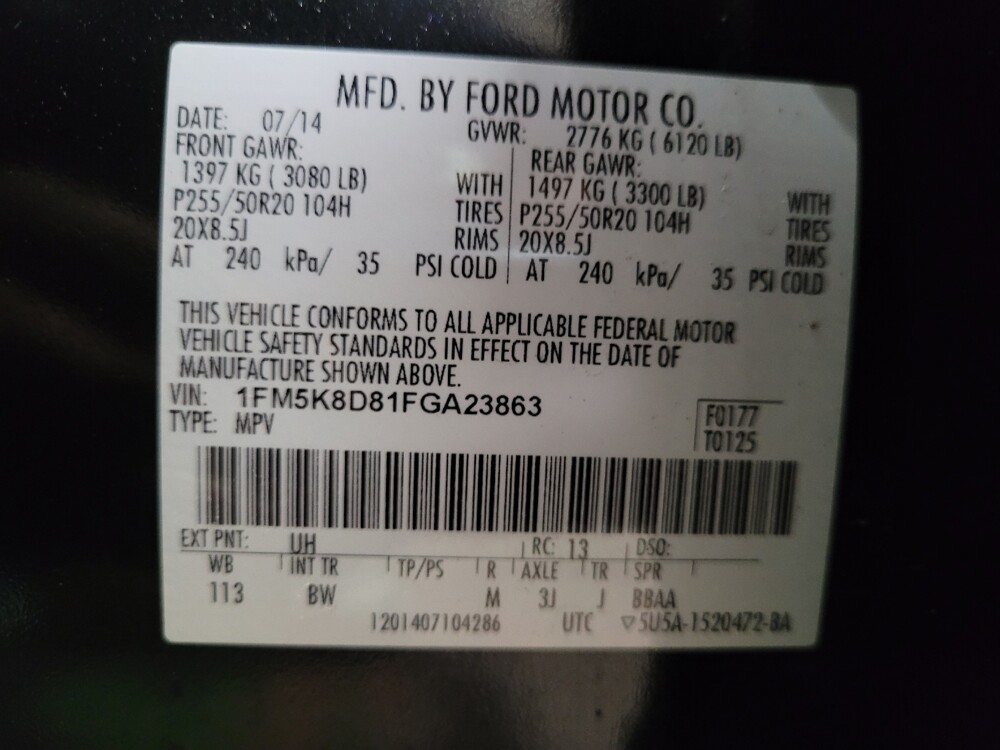 MFD. BY FORD MOTOR CO.
DATE: 07/14 GVWR: 2776 KG ( 6120 LB)
FRONT GAWR: REAR GAWR:
1397 KG ( 3080 LB) WITH 1497 KG ( 3300 LB) WITH
P255/50R20 104H TIRES P255/50R20 104H TIRES
20X8.5J RIMS 20X8.5J RIMS
AT 240 kPa/ 35 PSI COLD AT 240 kPa/ 35 PSI COLD
THIS VEHICLE CONFORMS TO ALL APPLICABLE FEDERAL MOTOR
VEHICLE SAFETY STANDARDS IN EFFECT ON THE DATE OF
MANUFACTURE SHOWN ABOVE.
VIN: 1FM5K8D81FGA23863
TYPE: MPV
F0177
T0125
EXT PNT: UH RC: 13 DSO:
WB INT TR TP/PS R AXLE TR SPR
113 BW M 3J J BBAA
1201407104286 UTC ▽5U5A-1520472-BA